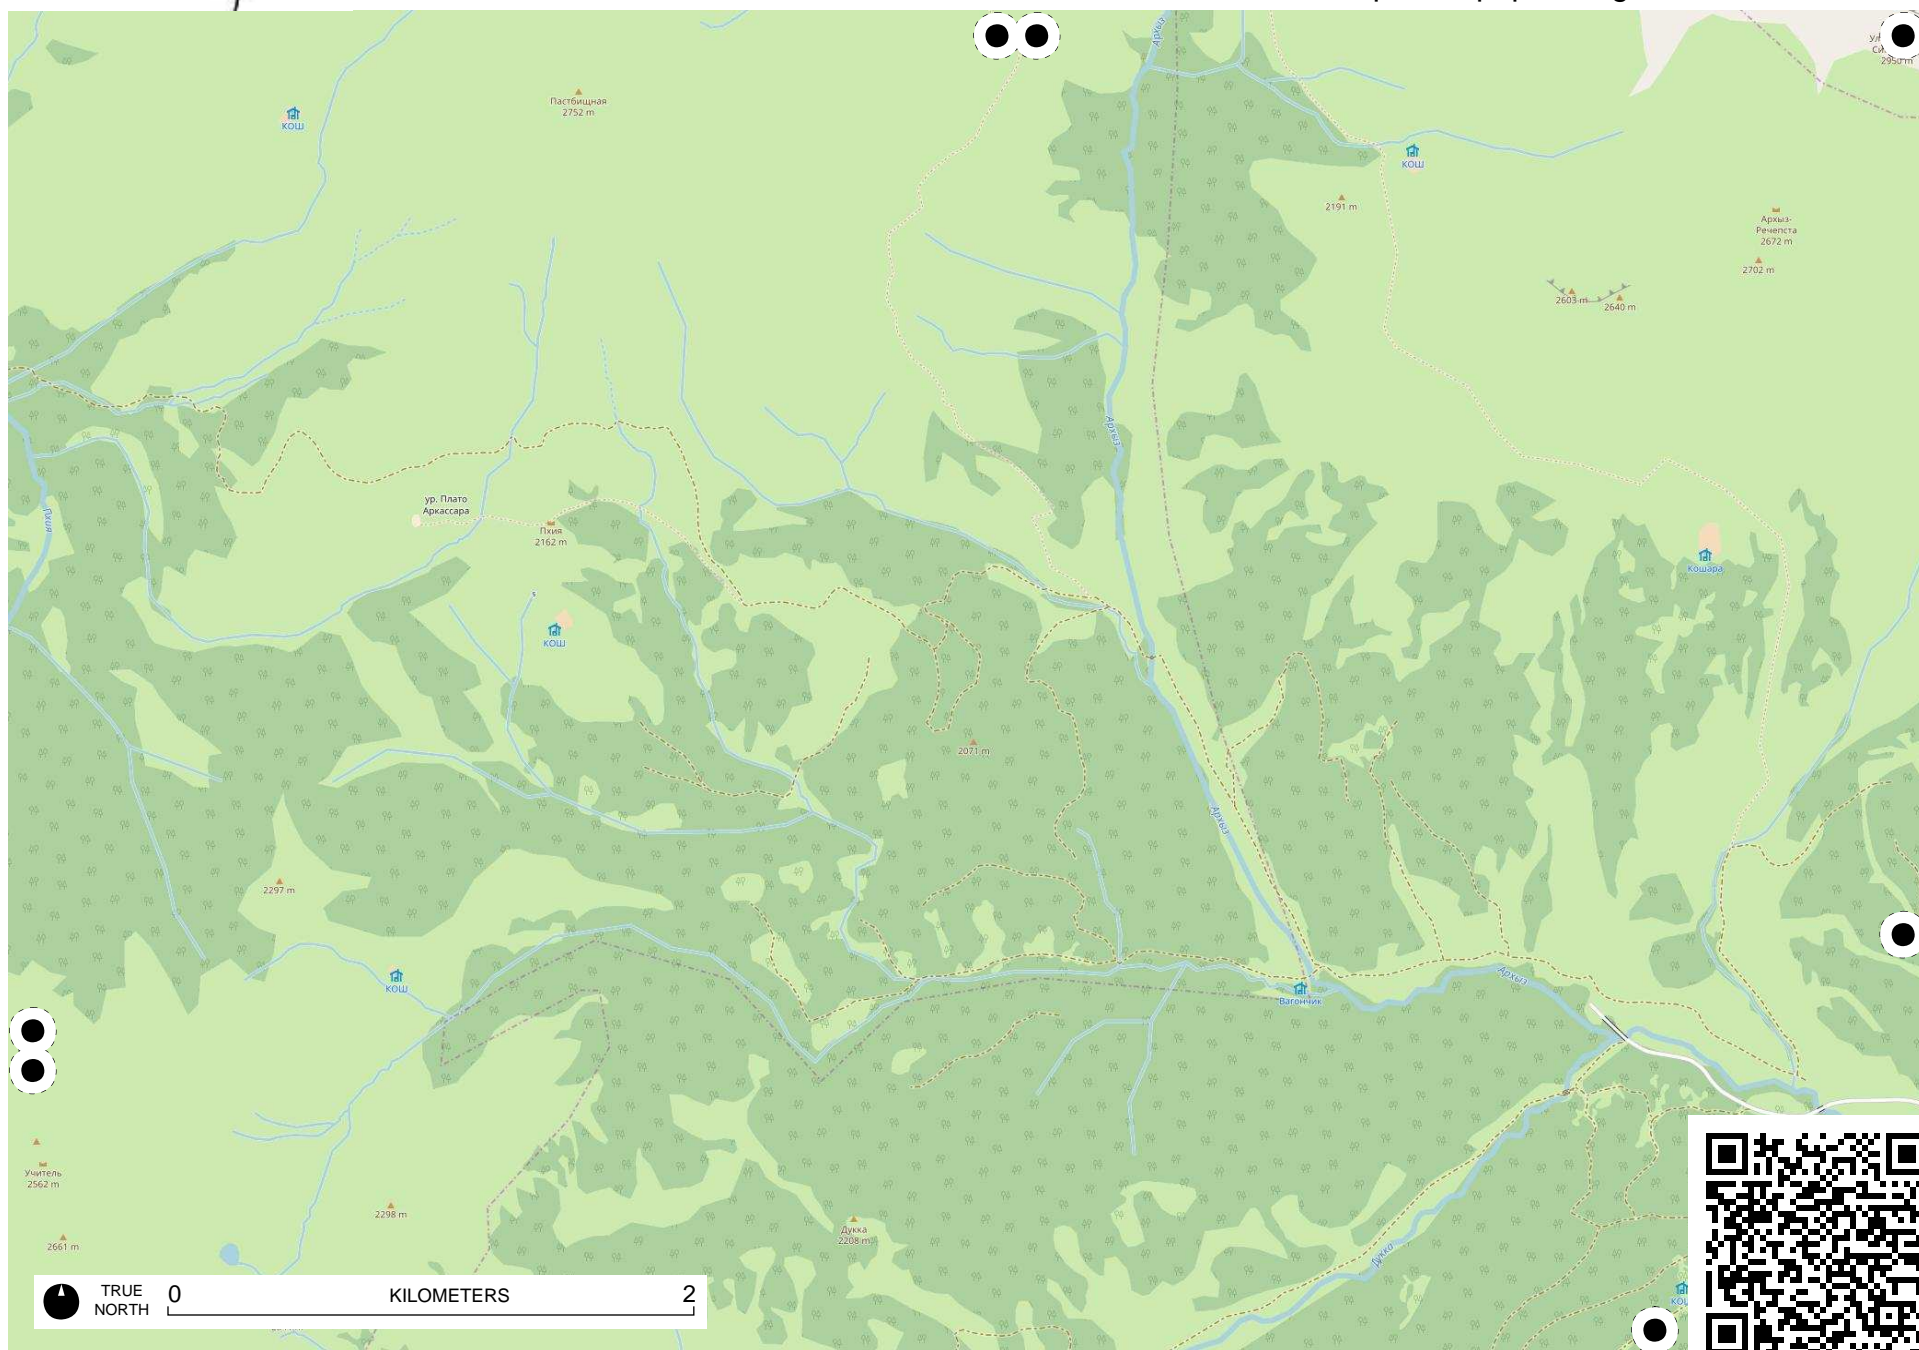 Архыз
2950 m
Пастбищная
2752 m
КОШ
КОШ
2191 m
Архыз-
Речепста
2672 m
2702 m
2603 m
2640 m
Архыз
ур. Плато
Аркассара
Пхия
Пхия
2162 m
Кошара
КОШ
2071 m
Архыз
2297 m
КОШ
Архыз
Вагончик
Учитель
2562 m
2298 m
Дукка
2208 m
2661 m
Дукка
TRUE
NORTH
0 KILOMETERS 2